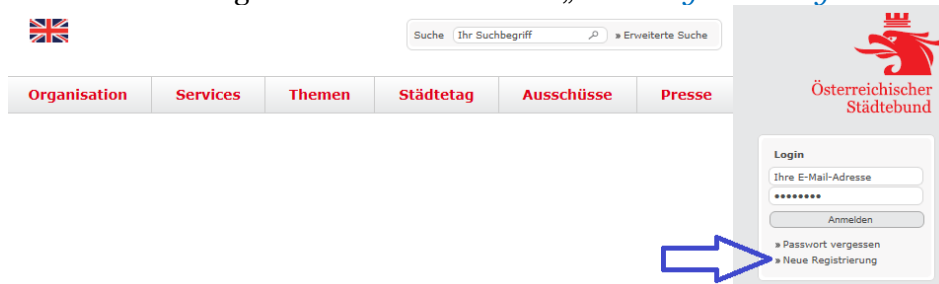 Suche Ihr Suchbegriff » Erweiterte Suche
Organisation Services Themen Städtetag Ausschüsse Presse
Österreichischer
Städtebund
Login
Ihre E-Mail-Adresse
••••••••
Anmelden
» Passwort vergessen
» Neue Registrierung